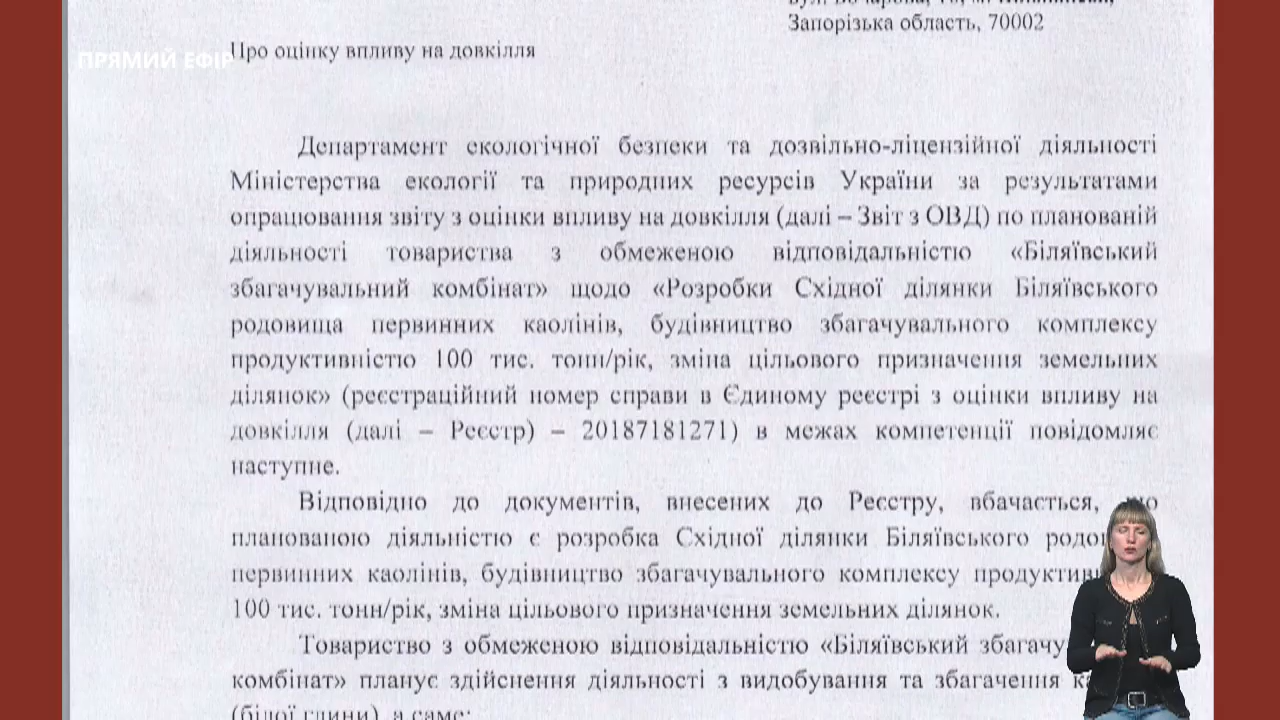 Запорізька область, 70002
ПРЯМИЙ ЕФІР
Про оцінку впливу на довкілля
Департамент екологічної безпеки та дозвільно-ліцензійної діяльності
Міністерства екології та природних ресурсів України за результатами
опрацювання звіту з оцінки впливу на довкілля (далі – Звіт з ОВД) по планованій
діяльності товариства з обмеженою відповідальністю «Біляївський
збагачувальний комбінат» щодо «Розробки Східної ділянки Біляївського
родовища первинних каолінів, будівництво збагачувального комплексу
продуктивністю 100 тис. тонн/рік, зміна цільового призначення земельних
ділянок» (реєстраційний номер справи в Єдиному реєстрі з оцінки впливу на
довкілля (далі – Реєстр) – 20187181271) в межах компетенції повідомляє
наступне.
Відповідно до документів, внесених до Реєстру, вбачається,
планованою діяльністю є розробка Східної ділянки Біляївського
первинних каолінів, будівництво збагачувального комплексу
100 тис. тонн/рік, зміна цільового призначення земельних ділянок.
Товариство з обмеженою відповідальністю «Біляївський
комбінат» планує здійснення діяльності з видобування та збагачення
(білої глини), а саме: